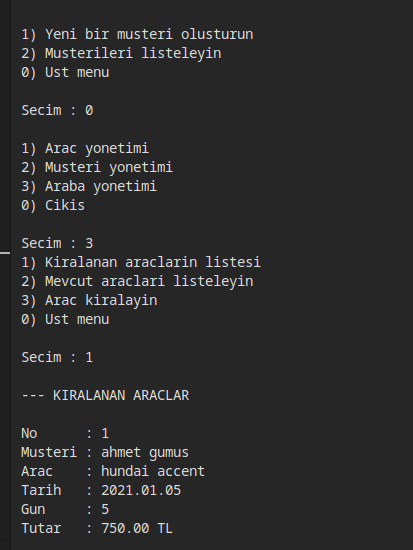 1) Yeni bir musteri olusturun
2) Musterileri listeleyin
0) Ust menu
Secim : 0
1) Arac yonetimi
2) Musteri yonetimi
3) Araba yonetimi
0) Cikis
Secim : 3
1) Kiralanan araclarin listesi
2) Mevcut araclari listeleyin
3) Arac kiralayin
0) Ust menu
Secim : 1
--- KIRALANAN ARACLAR
No      : 1
Musteri : ahmet gumus
Arac    : hundai accent
Tarih   : 2021.01.05
Gun     : 5
Tutar   : 750.00 TL